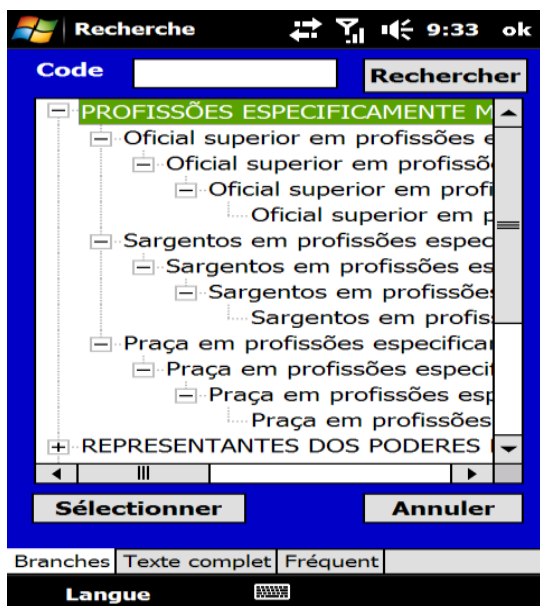 Recherche 9:33 ok
Code Rechercher
PROFISSÕES ESPECIFICAMENTE M
Oficial superior em profissões e
Oficial superior em profissõ
Oficial superior em profi
Oficial superior em p
Sargentos em profissões espec
Sargentos em profissões es
Sargentos em profissões
Sargentos em profis
Praça em profissões especifica
Praça em profissões especif
Praça em profissões esp
Praça em profissões
REPRESENTANTES DOS PODERES
Sélectionner Annuler
Branches Texte complet Fréquent
Langue